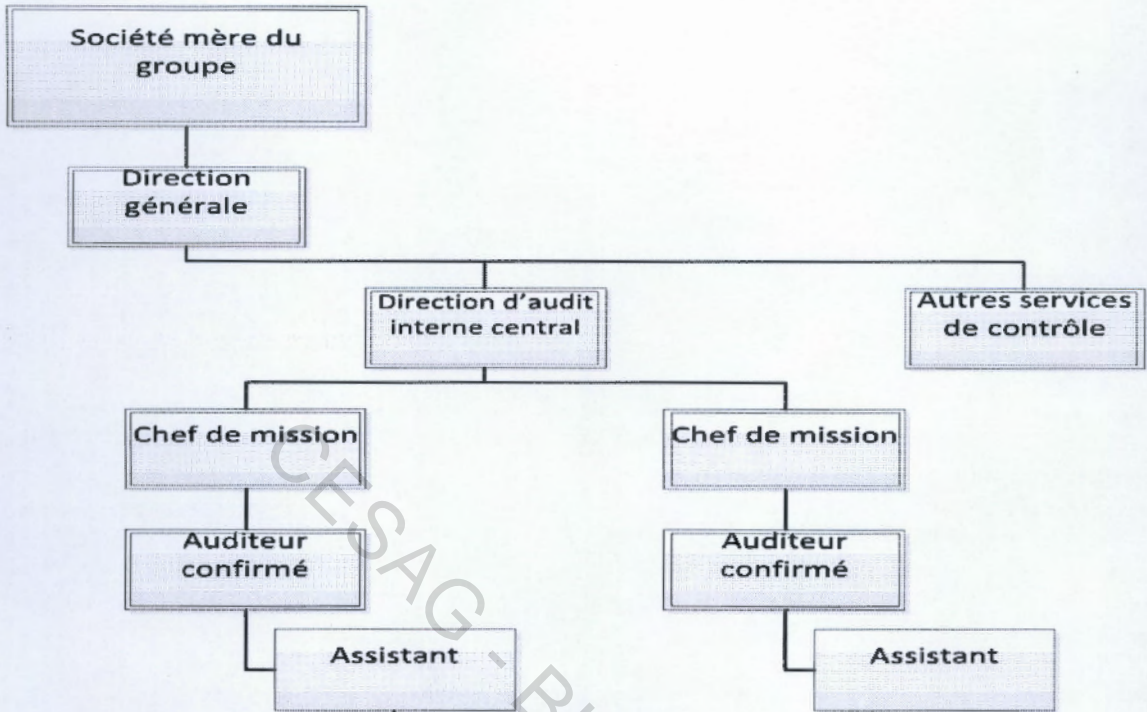 Société mère du
groupe
Direction
générale
Direction d'audit
interne central
Autres services
de contrôle
Chef de mission
Chef de mission
Auditeur
confirmé
Auditeur
confirmé
Assistant
Assistant
CESAG -